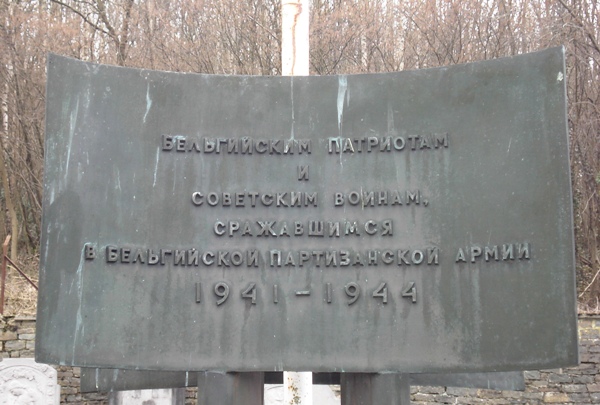 БЕЛЬГИЙСКИМ ПАТРИОТАМ
И
СОВЕТСКИМ ВОИНАМ,
СРАЖАВШИМСЯ
В БЕЛЬГИЙСКОЙ ПАРТИЗАНСКОЙ АРМИИ
1941-1944